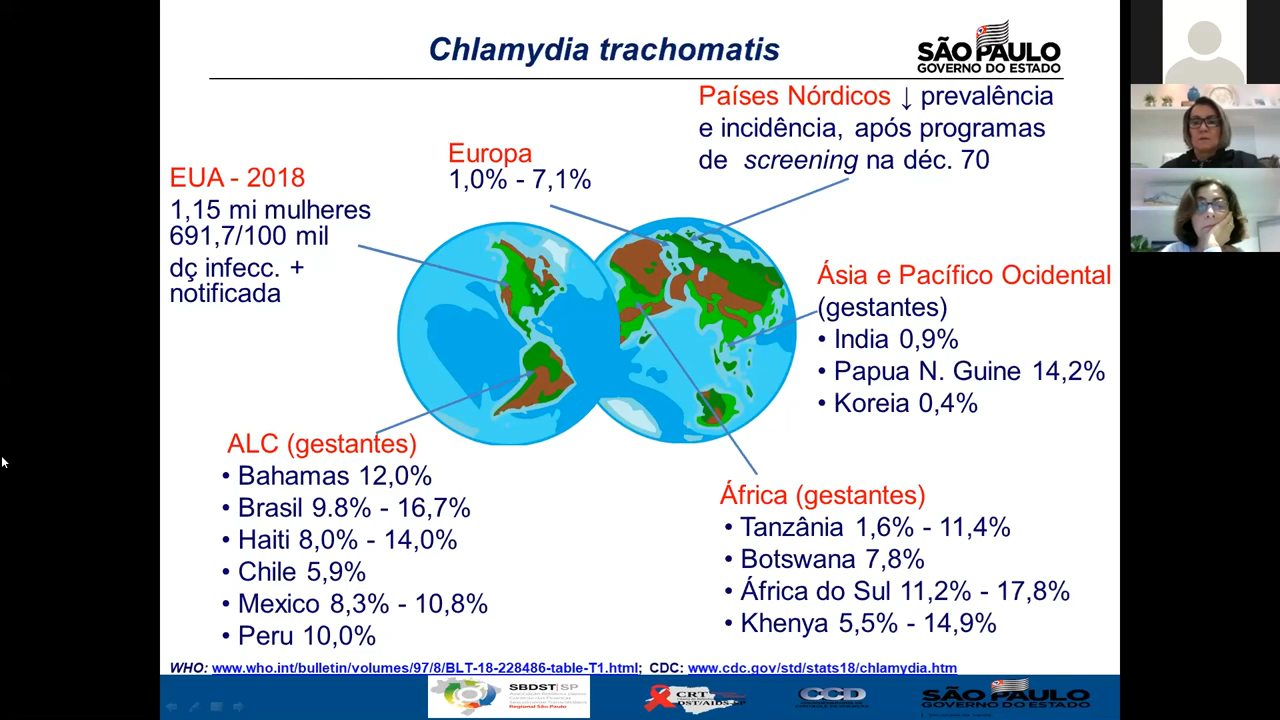 Chlamydia trachomatis
SÃO PAULO
GOVERNO DO ESTADO
Países Nórdicos ↓ prevalência
e incidência, após programas
de screening na déc. 70
Europa
1,0% - 7,1%
EUA - 2018
1,15 mi mulheres
691,7/100 mil
dç infecc. +
notificada
Ásia e Pacífico Ocidental
(gestantes)
• India 0,9%
• Papua N. Guine 14,2%
• Koreia 0,4%
ALC (gestantes)
• Bahamas 12,0%
• Brasil 9.8% - 16,7%
• Haiti 8,0% - 14,0%
• Chile 5,9%
• Mexico 8,3% - 10,8%
• Peru 10,0%
África (gestantes)
• Tanzânia 1,6% - 11,4%
• Botswana 7,8%
• África do Sul 11,2% - 17,8%
• Khenya 5,5% - 14,9%
WHO: www.who.int/bulletin/volumes/97/8/BLT-18-228486-table-T1.html; CDC: www.cdc.gov/std/stats18/chlamydia.htm
SBDST SP
Regional São Paulo
CRT
DST/AIDS-SP
CCD
SÃO PAULO
GOVERNO DO ESTADO